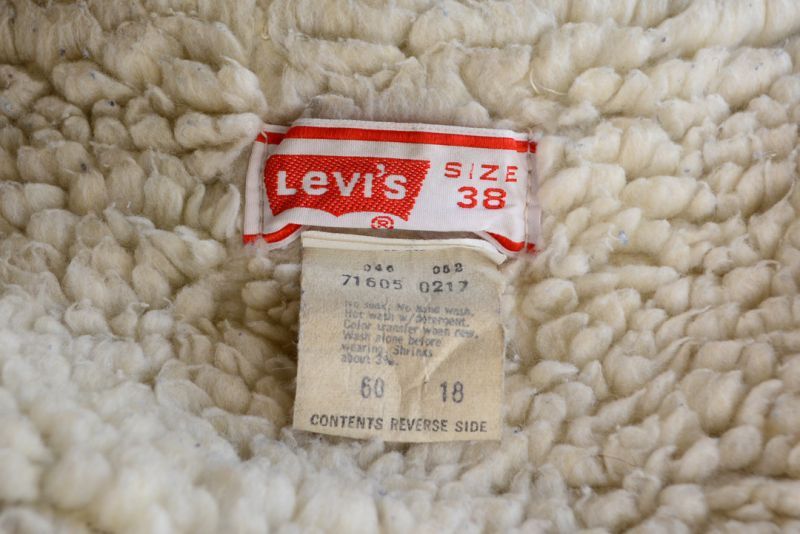 Levi's
®
SIZE
38
046 052
71605 0217
No soak. No hand wash.
Hot wash w/detergent.
Color transfer when new.
Wash alone before
wearing. Shrinks
about 3%.
60 18
CONTENTS REVERSE SIDE